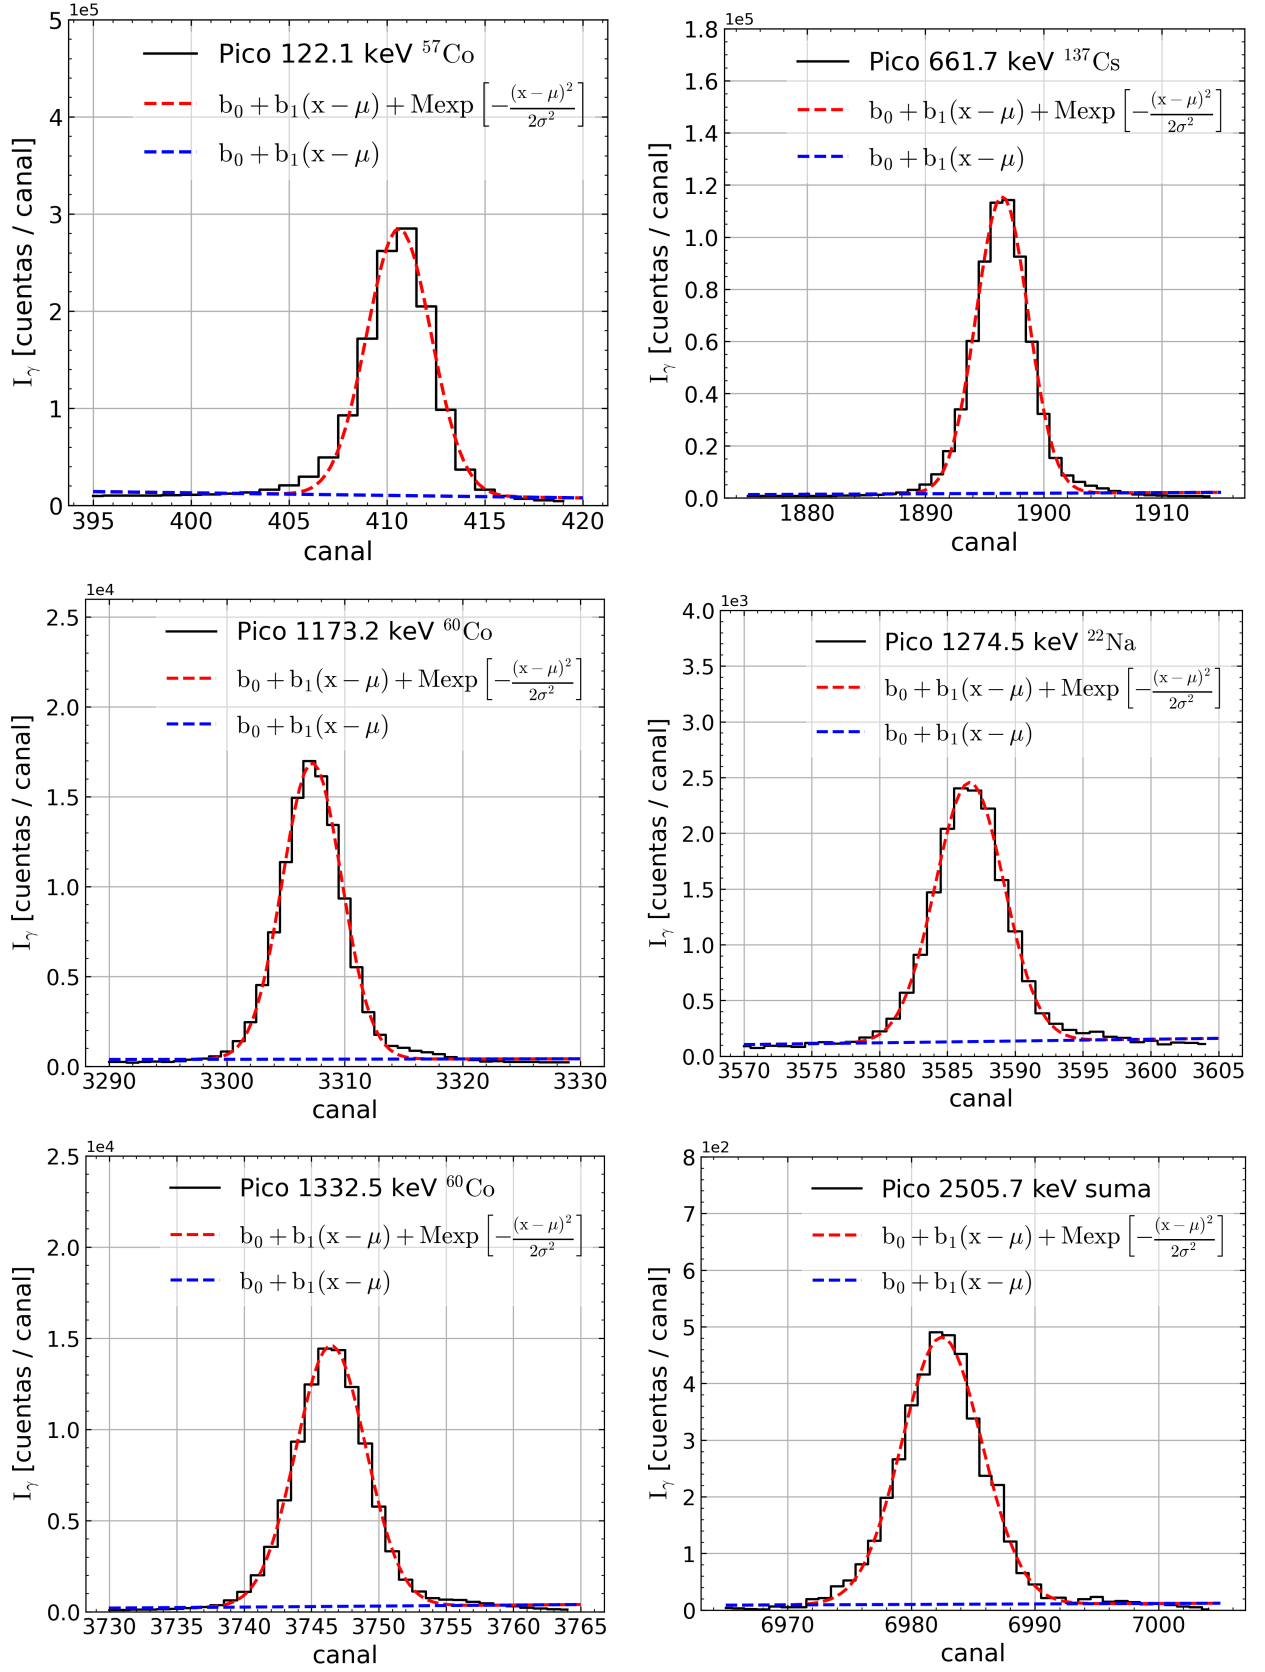 1e5
Pico 122.1 keV ⁵⁷Co
b₀ + b₁(x − μ) + Mexp [−(x − μ)²/2σ²]
b₀ + b₁(x − μ)
5
4
3
2
1
0
I_γ [cuentas / canal]
395 400 405 410 415 420
canal
1e5
Pico 661.7 keV ¹³⁷Cs
b₀ + b₁(x − μ) + Mexp [−(x − μ)²/2σ²]
b₀ + b₁(x − μ)
1.8
1.6
1.4
1.2
1.0
0.8
0.6
0.4
0.2
0.0
I_γ [cuentas / canal]
1880 1890 1900 1910
canal
1e4
Pico 1173.2 keV ⁶⁰Co
b₀ + b₁(x − μ) + Mexp [−(x − μ)²/2σ²]
b₀ + b₁(x − μ)
2.5
2.0
1.5
1.0
0.5
0.0
I_γ [cuentas / canal]
3290 3300 3310 3320 3330
canal
1e3
Pico 1274.5 keV ²²Na
b₀ + b₁(x − μ) + Mexp [−(x − μ)²/2σ²]
b₀ + b₁(x − μ)
4.0
3.5
3.0
2.5
2.0
1.5
1.0
0.5
0.0
I_γ [cuentas / canal]
3570 3575 3580 3585 3590 3595 3600 3605
canal
1e4
Pico 1332.5 keV ⁶⁰Co
b₀ + b₁(x − μ) + Mexp [−(x − μ)²/2σ²]
b₀ + b₁(x − μ)
2.5
2.0
1.5
1.0
0.5
0.0
I_γ [cuentas / canal]
3730 3735 3740 3745 3750 3755 3760 3765
canal
1e2
Pico 2505.7 keV suma
b₀ + b₁(x − μ) + Mexp [−(x − μ)²/2σ²]
b₀ + b₁(x − μ)
8
7
6
5
4
3
2
1
0
I_γ [cuentas / canal]
6970 6980 6990 7000
canal